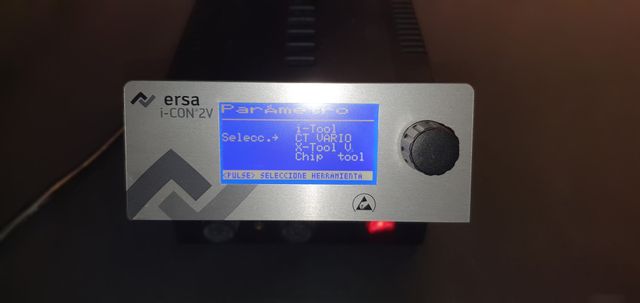 ersa
i-CON®2V
Parámetro
i-Tool
Selecc.→ CT VARIO
X-Tool V.
Chip tool
<PULSE> SELECCIONE HERRAMIENTA